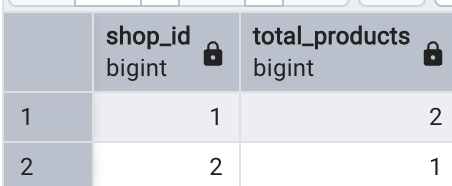 shop_id total_products
bigint bigint
1 1 2
2 2 1